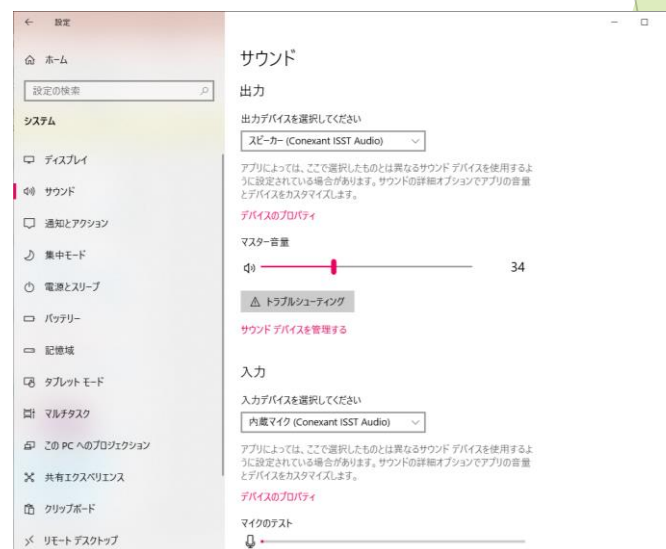 設定
ホーム
設定の検索
システム
ディスプレイ
サウンド
通知とアクション
集中モード
電源とスリープ
バッテリー
記憶域
タブレット モード
マルチタスク
この PC へのプロジェクション
共有エクスペリエンス
クリップボード
リモート デスクトップ
サウンド
出力
出力デバイスを選択してください
スピーカー (Conexant ISST Audio)
アプリによっては、ここで選択したものとは異なるサウンド デバイスを使用するよ
うに設定されている場合があります。サウンドの詳細オプションでアプリの音量
とデバイスをカスタマイズします。
デバイスのプロパティ
マスター音量
34
トラブルシューティング
サウンド デバイスを管理する
入力
入力デバイスを選択してください
内蔵マイク (Conexant ISST Audio)
アプリによっては、ここで選択したものとは異なるサウンド デバイスを使用するよ
うに設定されている場合があります。サウンドの詳細オプションでアプリの音量
とデバイスをカスタマイズします。
デバイスのプロパティ
マイクのテスト